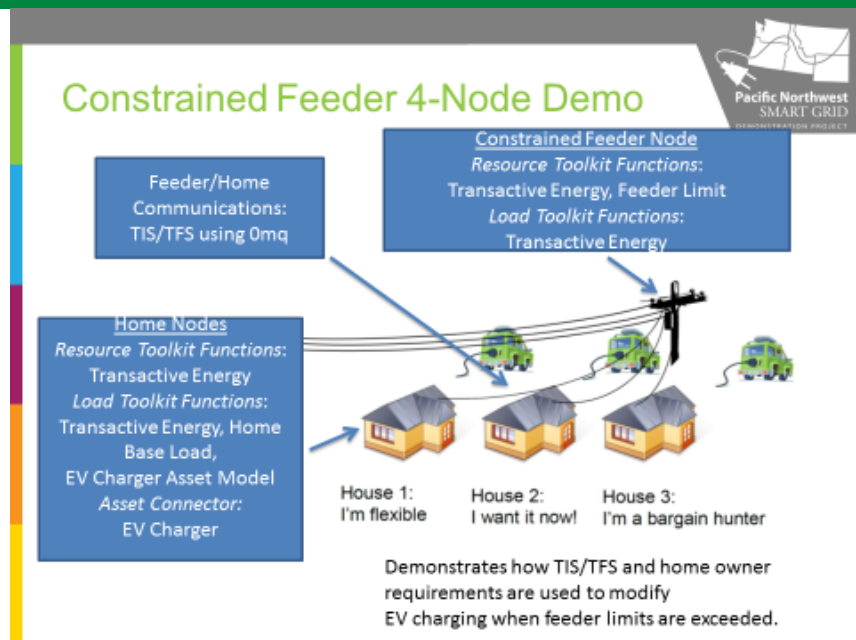 Constrained Feeder 4-Node Demo
Pacific Northwest
SMART GRID
DEMONSTRATION PROJECT
Feeder/Home
Communications:
TIS/TFS using 0mq
Constrained Feeder Node
Resource Toolkit Functions:
Transactive Energy, Feeder Limit
Load Toolkit Functions:
Transactive Energy
Home Nodes
Resource Toolkit Functions:
Transactive Energy
Load Toolkit Functions:
Transactive Energy, Home
Base Load,
EV Charger Asset Model
Asset Connector:
EV Charger
House 1:
I'm flexible
House 2:
I want it now!
House 3:
I'm a bargain hunter
Demonstrates how TIS/TFS and home owner
requirements are used to modify
EV charging when feeder limits are exceeded.